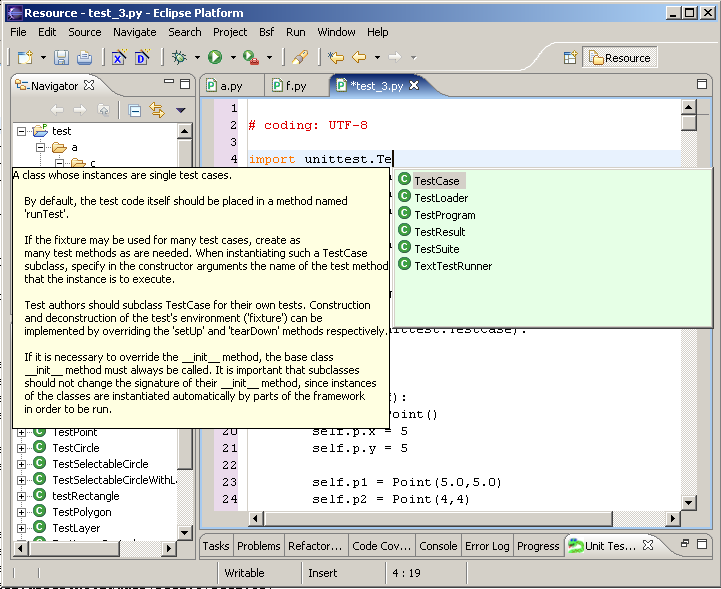 Resource - test_3.py - Eclipse Platform
File Edit Source Navigate Search Project Bsf Run Window Help
Resource
Navigator
a.py
f.py
*test_3.py
test
a
c
1
2 # coding: UTF-8
3
4 import unittest.Te
A class whose instances are single test cases.
By default, the test code itself should be placed in a method named
'runTest'.
If the fixture may be used for many test cases, create as
many test methods as are needed. When instantiating such a TestCase
subclass, specify in the constructor arguments the name of the test method
that the instance is to execute.
Test authors should subclass TestCase for their own tests. Construction
and deconstruction of the test's environment ('fixture') can be
implemented by overriding the 'setUp' and 'tearDown' methods respectively.
If it is necessary to override the __init__ method, the base class
__init__ method must always be called. It is important that subclasses
should not change the signature of their __init__ method, since instances
of the classes are instantiated automatically by parts of the framework
in order to be run.
TestCase
TestLoader
TestProgram
TestResult
TestSuite
TextTestRunner
ittest.TestCase):
f):
Point()
20 self.p.x = 5
21 self.p.y = 5
22
23 self.p1 = Point(5.0,5.0)
24 self.p2 = Point(4,4)
TestPoint
TestCircle
TestSelectableCircle
TestSelectableCircleWithL
testRectangle
TestPolygon
TestLayer
Tasks Problems Refactor... Code Cov... Console Error Log Progress Unit Tes...
Writable Insert 4 : 19